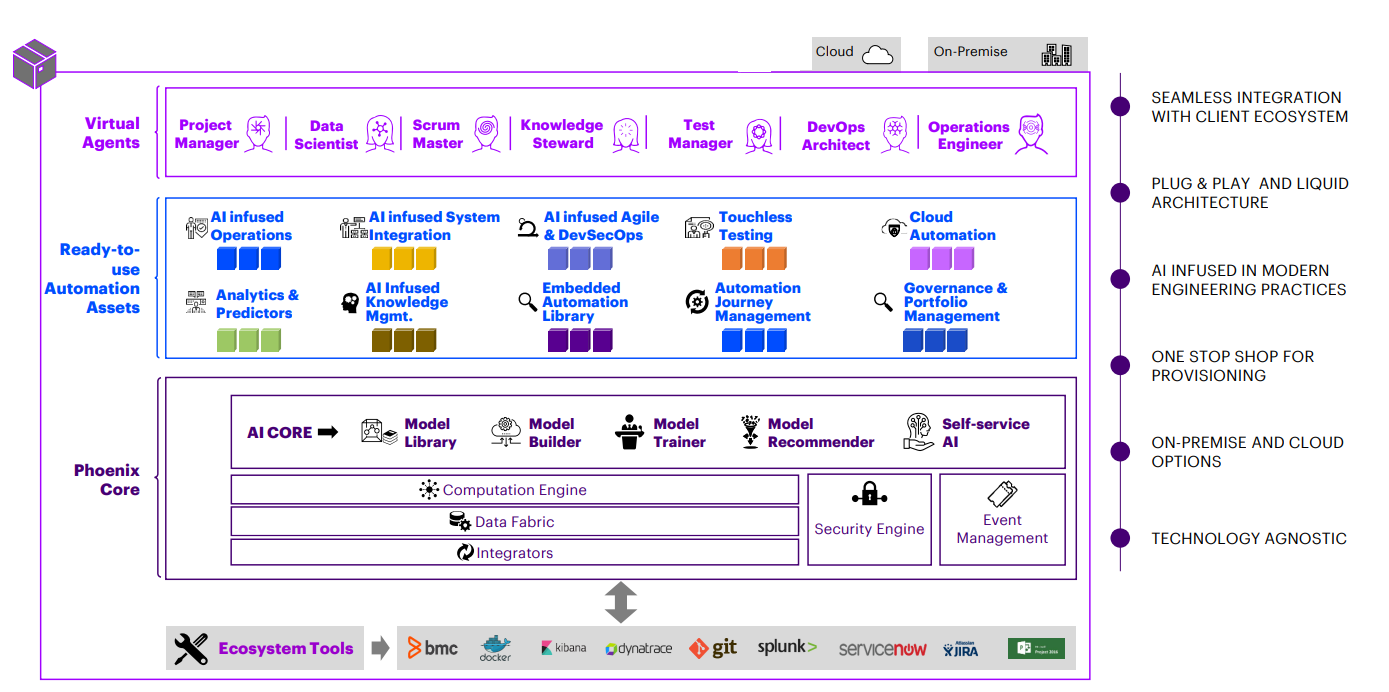 Cloud
On-Premise
Virtual
Agents
Project
Manager
Data
Scientist
Scrum
Master
Knowledge
Steward
Test
Manager
DevOps
Architect
Operations
Engineer
Ready-to-
use
Automation
Assets
AI infused
Operations
AI infused System
Integration
AI infused Agile
& DevSecOps
Touchless
Testing
Cloud
Automation
Analytics &
Predictors
AI Infused
Knowledge
Mgmt.
Embedded
Automation
Library
Automation
Journey
Management
Governance &
Portfolio
Management
Phoenix
Core
AI CORE
Model
Library
Model
Builder
Model
Trainer
Model
Recommender
Self-service
AI
Computation Engine
Data Fabric
Integrators
Security Engine
Event
Management
Ecosystem Tools
bmc
docker
kibana
dynatrace
git
splunk>
servicenow
Atlassian
JIRA
P
Project 2013
SEAMLESS INTEGRATION
WITH CLIENT ECOSYSTEM
PLUG & PLAY AND LIQUID
ARCHITECTURE
AI INFUSED IN MODERN
ENGINEERING PRACTICES
ONE STOP SHOP FOR
PROVISIONING
ON-PREMISE AND CLOUD
OPTIONS
TECHNOLOGY AGNOSTIC